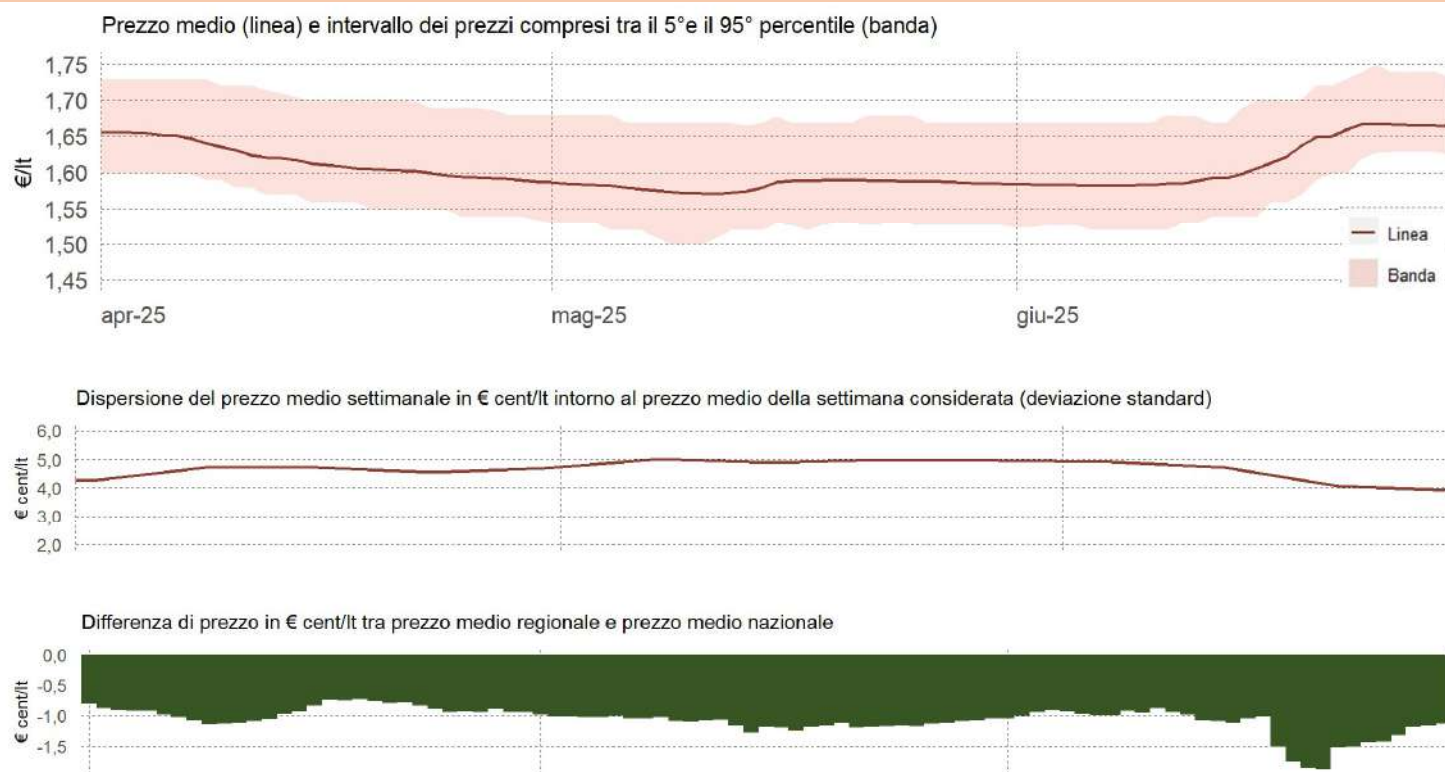 Prezzo medio (linea) e intervallo dei prezzi compresi tra il 5°e il 95° percentile (banda)
€/lt
1,75
1,70
1,65
1,60
1,55
1,50
1,45
Linea
Banda
apr-25
mag-25
giu-25
Dispersione del prezzo medio settimanale in € cent/lt intorno al prezzo medio della settimana considerata (deviazione standard)
€ cent/lt
6,0
5,0
4,0
3,0
2,0
Differenza di prezzo in € cent/lt tra prezzo medio regionale e prezzo medio nazionale
€ cent/lt
0,0
-0,5
-1,0
-1,5